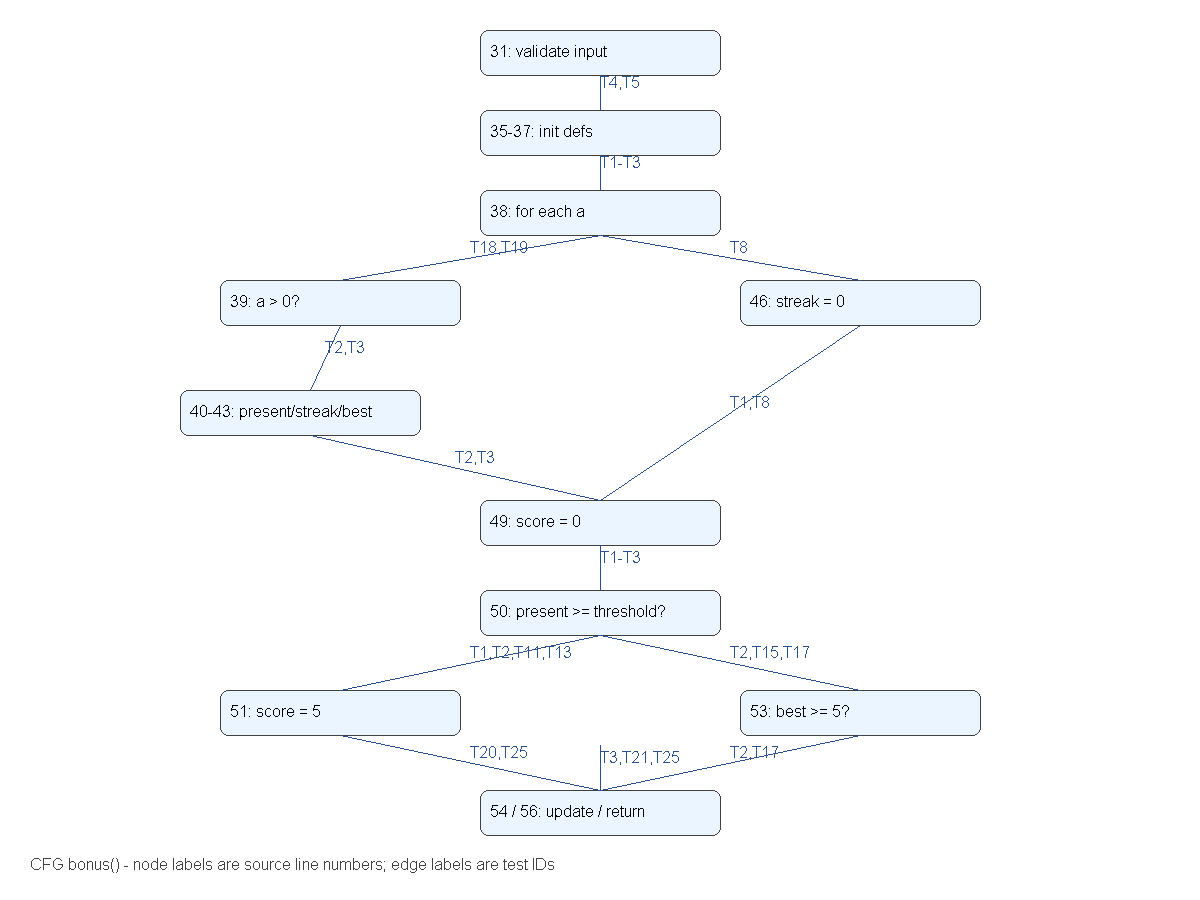 31: validate input
T4,T5
35-37: init defs
T1-T3
38: for each a
T18,T19
T8
39: a > 0?
46: streak = 0
T2,T3
40-43: present/streak/best
T1,T8
T2,T3
49: score = 0
T1-T3
50: present >= threshold?
T1,T2,T11,T13
T2,T15,T17
51: score = 5
53: best >= 5?
T20,T25
T3,T21,T25
T2,T17
54 / 56: update / return
CFG bonus() - node labels are source line numbers; edge labels are test IDs